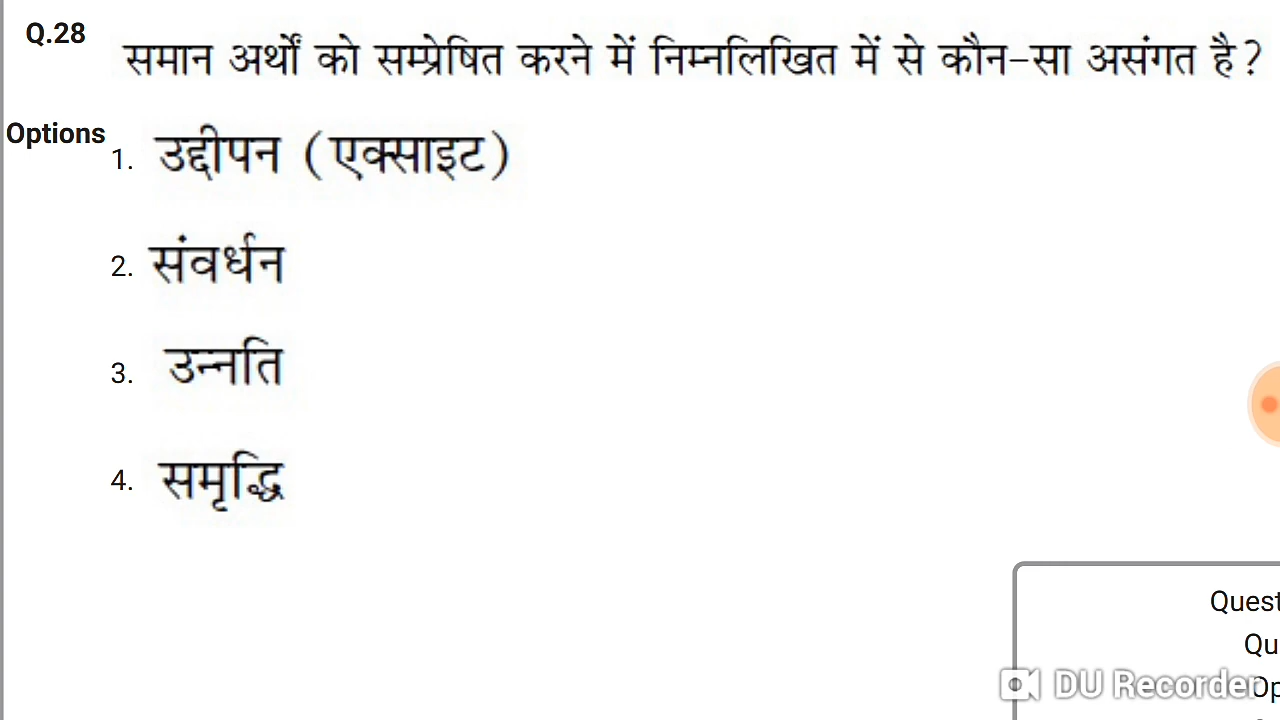 Q.28 समान अर्थों को सम्प्रेषित करने में निम्नलिखित में से कौन-सा असंगत है?
Options 1. उद्दीपन (एक्साइट)
2. संवर्धन
3. उन्नति
4. समृद्धि
Quest
Qu
DU Recorder Op